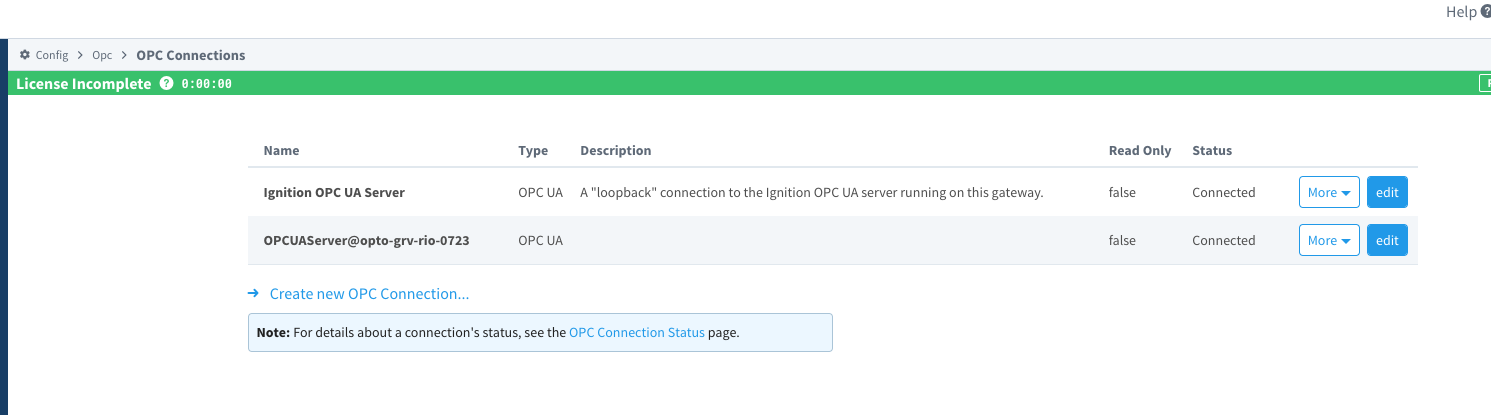 Help
Config > Opc > OPC Connections
License Incomplete 0:00:00
Name Type Description Read Only Status
Ignition OPC UA Server OPC UA A "loopback" connection to the Ignition OPC UA server running on this gateway. false Connected More edit
OPCUAServer@opto-grv-rio-0723 OPC UA false Connected More edit
→ Create new OPC Connection...
Note: For details about a connection's status, see the OPC Connection Status page.